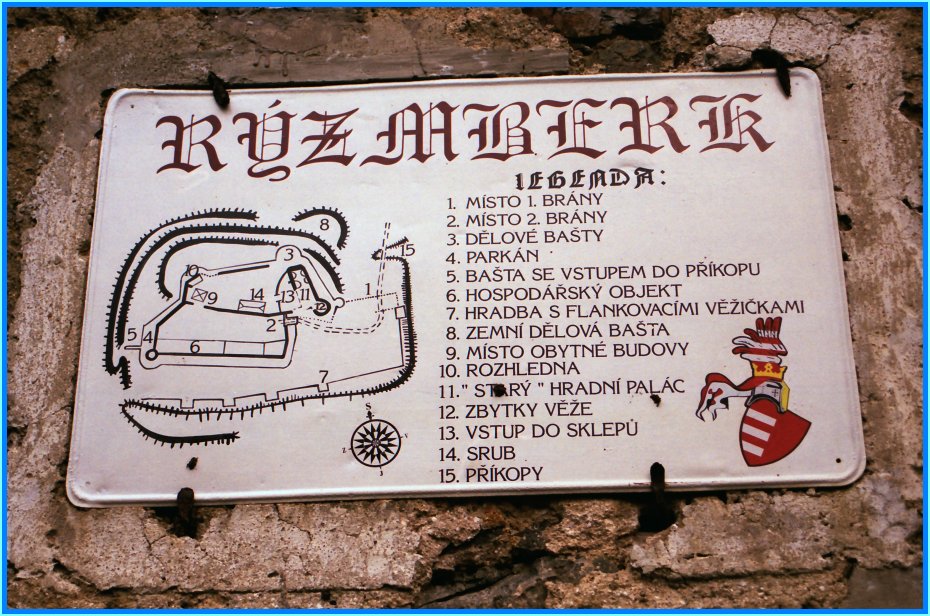 RÝZMBERK
LEGENDA:
1. MÍSTO 1. BRÁNY
2. MÍSTO 2. BRÁNY
3. DĚLOVÉ BAŠTY
4. PARKÁN
5. BAŠTA SE VSTUPEM DO PŘÍKOPU
6. HOSPODÁŘSKÝ OBJEKT
7. HRADBA S FLANKOVACÍMI VĚŽIČKAMI
8. ZEMNÍ DĚLOVÁ BAŠTA
9. MÍSTO OBYTNÉ BUDOVY
10. ROZHLEDNA
11. " STARÝ " HRADNÍ PALÁC
12. ZBYTKY VĚŽE
13. VSTUP DO SKLEPŮ
14. SRUB
15. PŘÍKOPY
8
15
3
10
9
14
13
11
1
2
5
4
6
7
S
V
Z
J